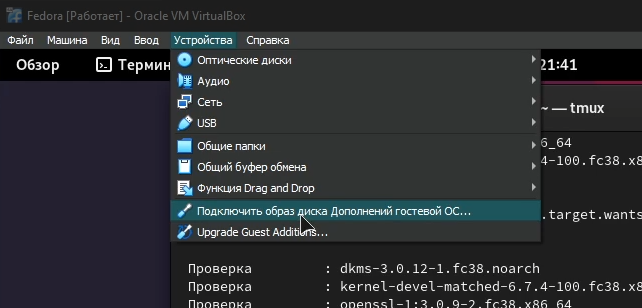 Fedora [Работает] - Oracle VM VirtualBox
Файл Машина Вид Ввод Устройства Справка
Обзор Термин 21:41
Оптические диски
Аудио
~ — tmux
Сеть
USB
6_64
Общие папки
4-100.fc38.x8
Общий буфер обмена
Функция Drag and Drop
Подключить образ диска Дополнений гостевой ОС...
.target.wants
Upgrade Guest Additions...
Проверка : dkms-3.0.12-1.fc38.noarch
Проверка : kernel-devel-matched-6.7.4-100.fc38.x8
Проверка : openssl-1:3.0.9-2.fc38.x86_64